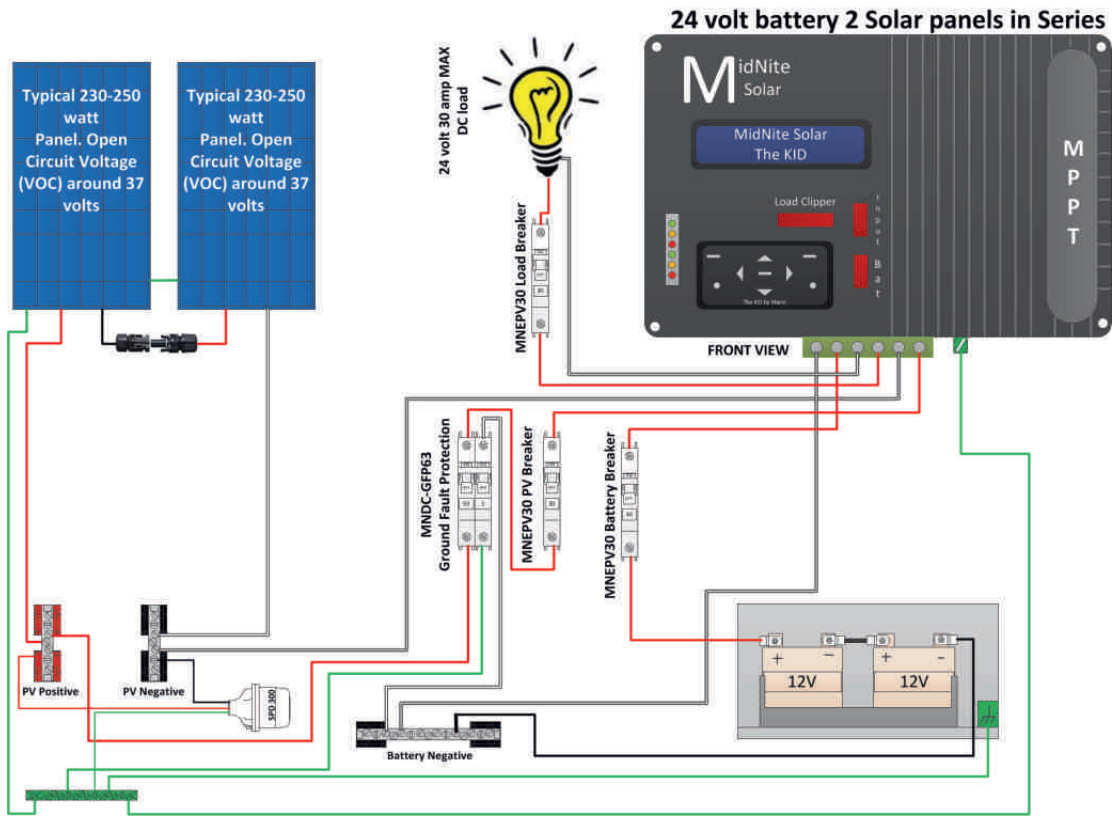 24 volt battery 2 Solar panels in Series
Typical 230-250
watt
Panel. Open
Circuit Voltage
(VOC) around 37
volts
Typical 230-250
watt
Panel. Open
Circuit Voltage
(VOC) around 37
volts
24 volt 30 amp MAX
DC load
MidNite
Solar
MidNite Solar
The KID
Load Clipper
Input
Bat
The KID by Mario
MPPT
MNEPV30 Load Breaker
FRONT VIEW
MNDC-GFP63
Ground Fault Protection
MNEPV30 PV Breaker
MNEPV30 Battery Breaker
PV Positive
PV Negative
SPD 300
Battery Negative
+ −
12V
+ -
12V